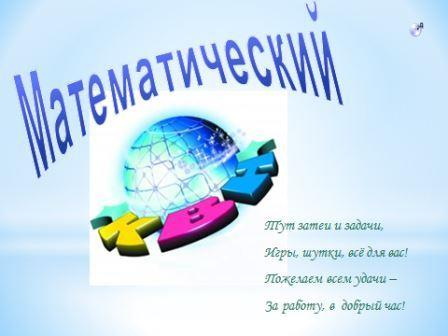 Математический
КВН
Тут затеи и задачи,
Игры, шутки, всё для вас!
Пожелаем всем удачи –
За работу, в добрый час!